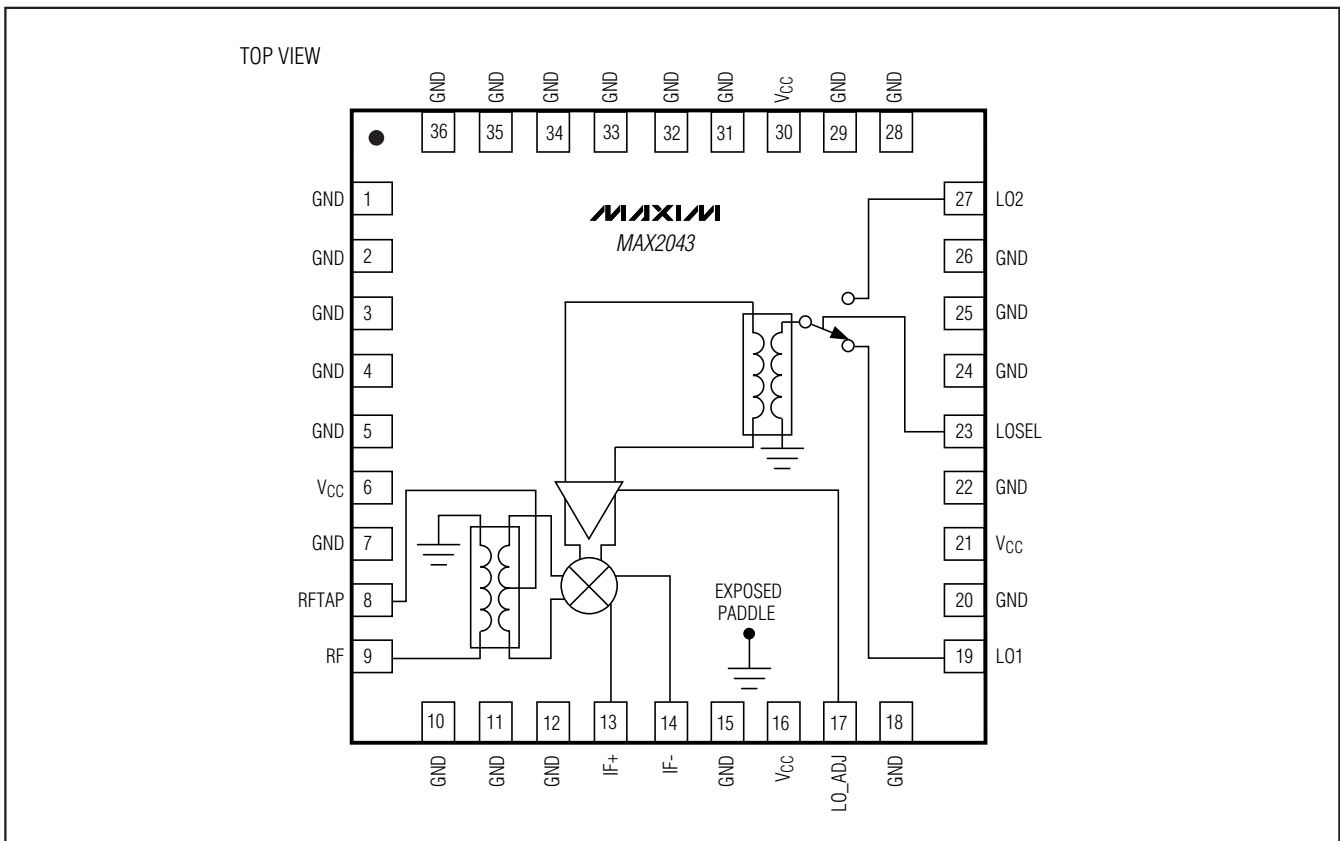 TOP VIEW
GND GND GND GND GND GND VCC GND GND
36 35 34 33 32 31 30 29 28
MAXIM
MAX2043
GND 1
GND 2
GND 3
GND 4
GND 5
VCC 6
GND 7
RFTAP 8
RF 9
27 LO2
26 GND
25 GND
24 GND
23 LOSEL
22 GND
21 VCC
20 GND
19 LO1
EXPOSED
PADDLE
10 11 12 13 14 15 16 17 18
GND GND GND IF+ IF- GND VCC LO_ADJ GND